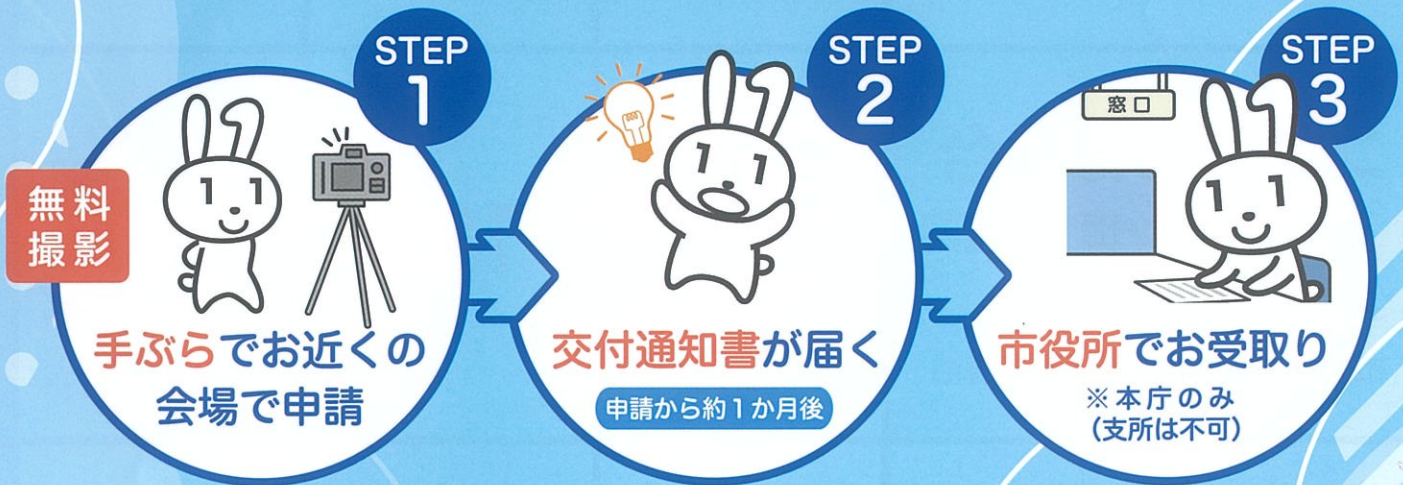 STEP
1
無料
撮影
手ぶらでお近くの
会場で申請
STEP
2
交付通知書が届く
申請から約1か月後
STEP
3
窓口
市役所でお受取り
※本庁のみ
（支所は不可）